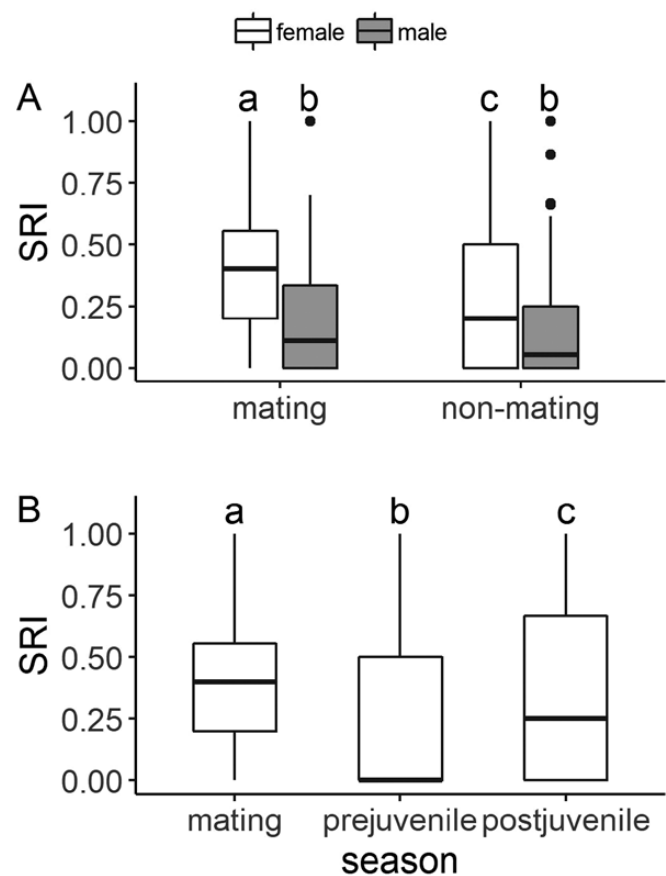 female male
A
a b c b
1.00
0.75
0.50
0.25
0.00
SRI
mating non-mating
B
a b c
1.00
0.75
0.50
0.25
0.00
SRI
mating prejuvenile postjuvenile
season